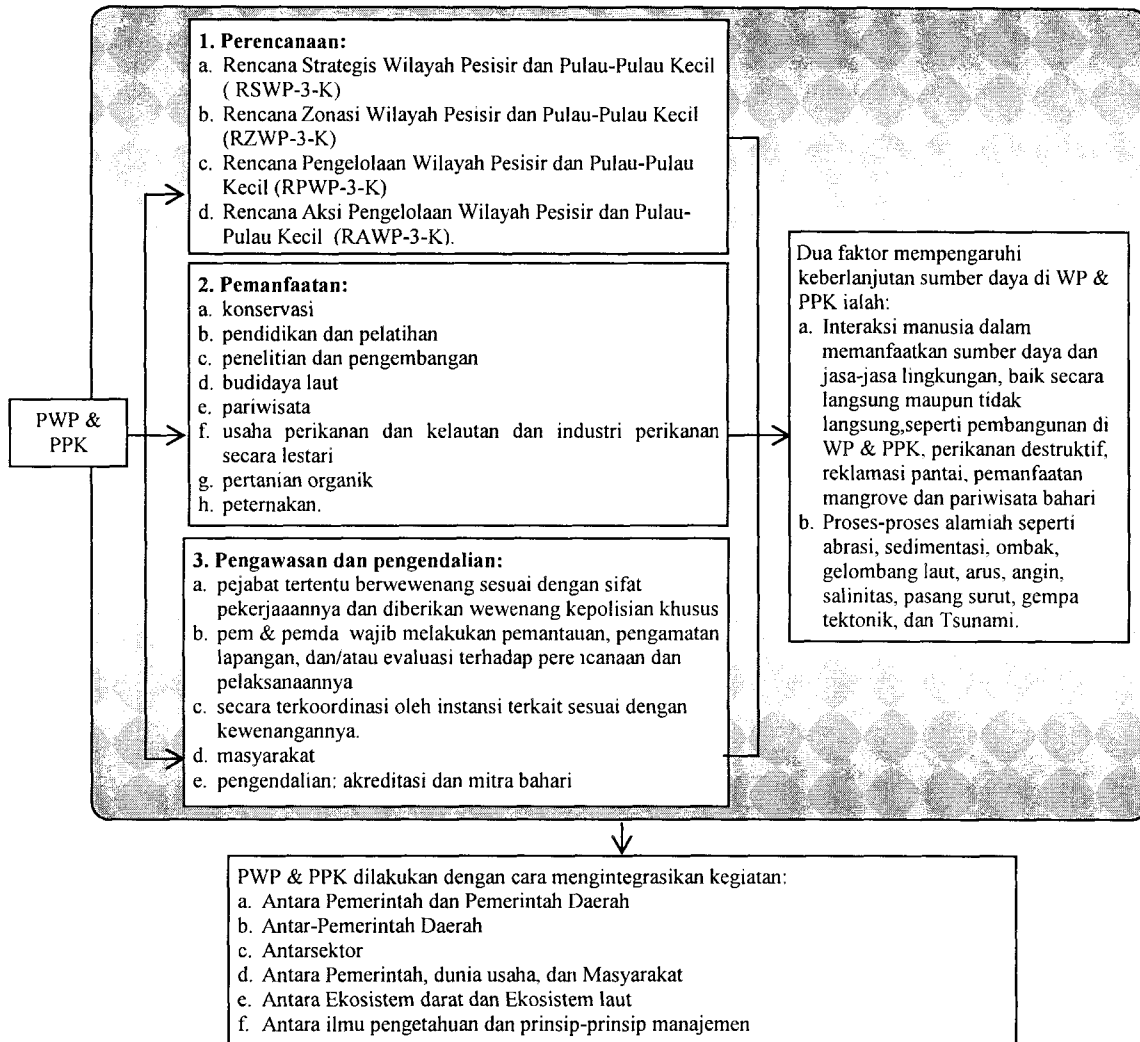 1. Perencanaan:
a. Rencana Strategis Wilayah Pesisir dan Pulau-Pulau Kecil
( RSWP-3-K)
b. Rencana Zonasi Wilayah Pesisir dan Pulau-Pulau Kecil
(RZWP-3-K)
c. Rencana Pengelolaan Wilayah Pesisir dan Pulau-Pulau
Kecil (RPWP-3-K)
d. Rencana Aksi Pengelolaan Wilayah Pesisir dan Pulau-
Pulau Kecil (RAWP-3-K).
PWP &
PPK
2. Pemanfaatan:
a. konservasi
b. pendidikan dan pelatihan
c. penelitian dan pengembangan
d. budidaya laut
e. pariwisata
f. usaha perikanan dan kelautan dan industri perikanan
secara lestari
g. pertanian organik
h. peternakan.
3. Pengawasan dan pengendalian:
a. pejabat tertentu berwewenang sesuai dengan sifat
pekerjaaannya dan diberikan wewenang kepolisian khusus
b. pem & pemda wajib melakukan pemantauan, pengamatan
lapangan, dan/atau evaluasi terhadap perencanaan dan
pelaksanaannya
c. secara terkoordinasi oleh instansi terkait sesuai dengan
kewenangannya.
d. masyarakat
e. pengendalian: akreditasi dan mitra bahari
Dua faktor mempengaruhi
keberlanjutan sumber daya di WP &
PPK ialah:
a. Interaksi manusia dalam
memanfaatkan sumber daya dan
jasa-jasa lingkungan, baik secara
langsung maupun tidak
langsung,seperti pembangunan di
WP & PPK, perikanan destruktif,
reklamasi pantai, pemanfaatan
mangrove dan pariwisata bahari
b. Proses-proses alamiah seperti
abrasi, sedimentasi, ombak,
gelombang laut, arus, angin,
salinitas, pasang surut, gempa
tektonik, dan Tsunami.
PWP & PPK dilakukan dengan cara mengintegrasikan kegiatan:
a. Antara Pemerintah dan Pemerintah Daerah
b. Antar-Pemerintah Daerah
c. Antarsektor
d. Antara Pemerintah, dunia usaha, dan Masyarakat
e. Antara Ekosistem darat dan Ekosistem laut
f. Antara ilmu pengetahuan dan prinsip-prinsip manajemen